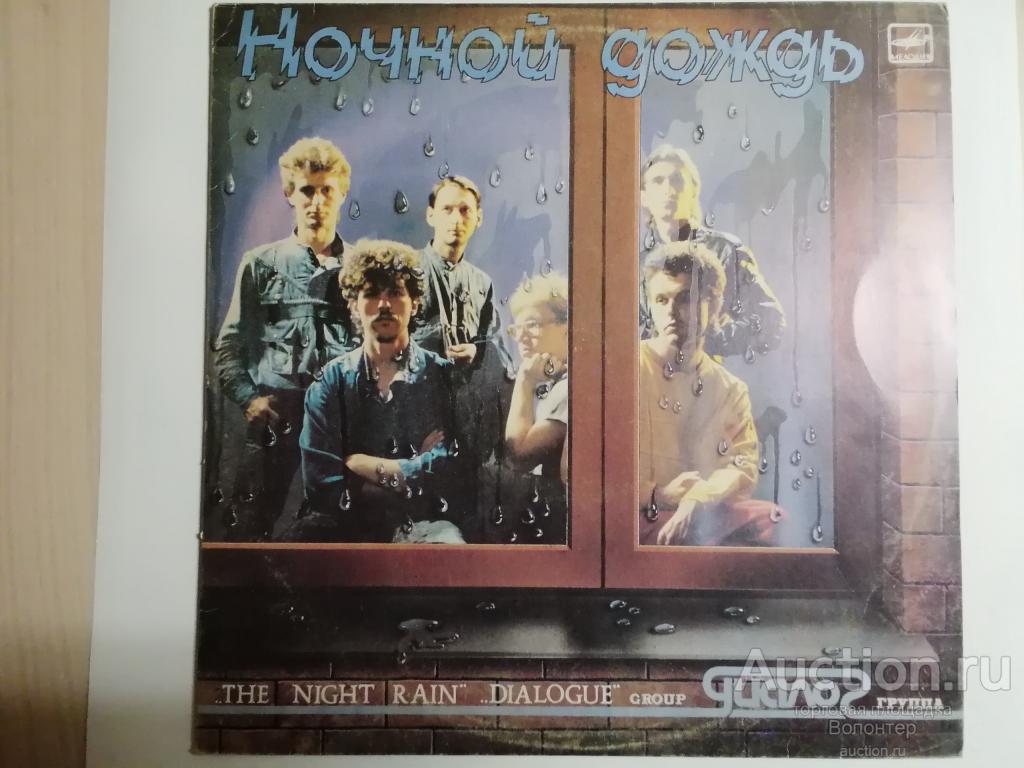 Ночной дождь
МЕЛОДИЯ
„THE NIGHT RAIN" „DIALOGUE" GROUP диалог ГРУППА
Auction.ru
торговая площадка
Волонтер
auction.ru